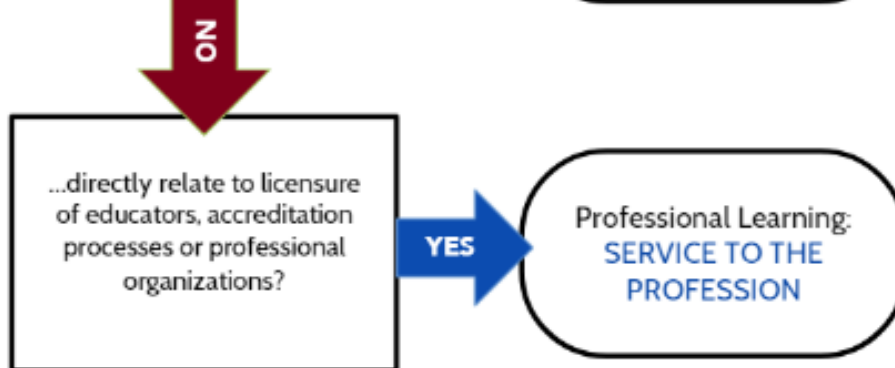 NO
...directly relate to licensure
of educators, accreditation
processes or professional
organizations?
YES
Professional Learning:
SERVICE TO THE
PROFESSION